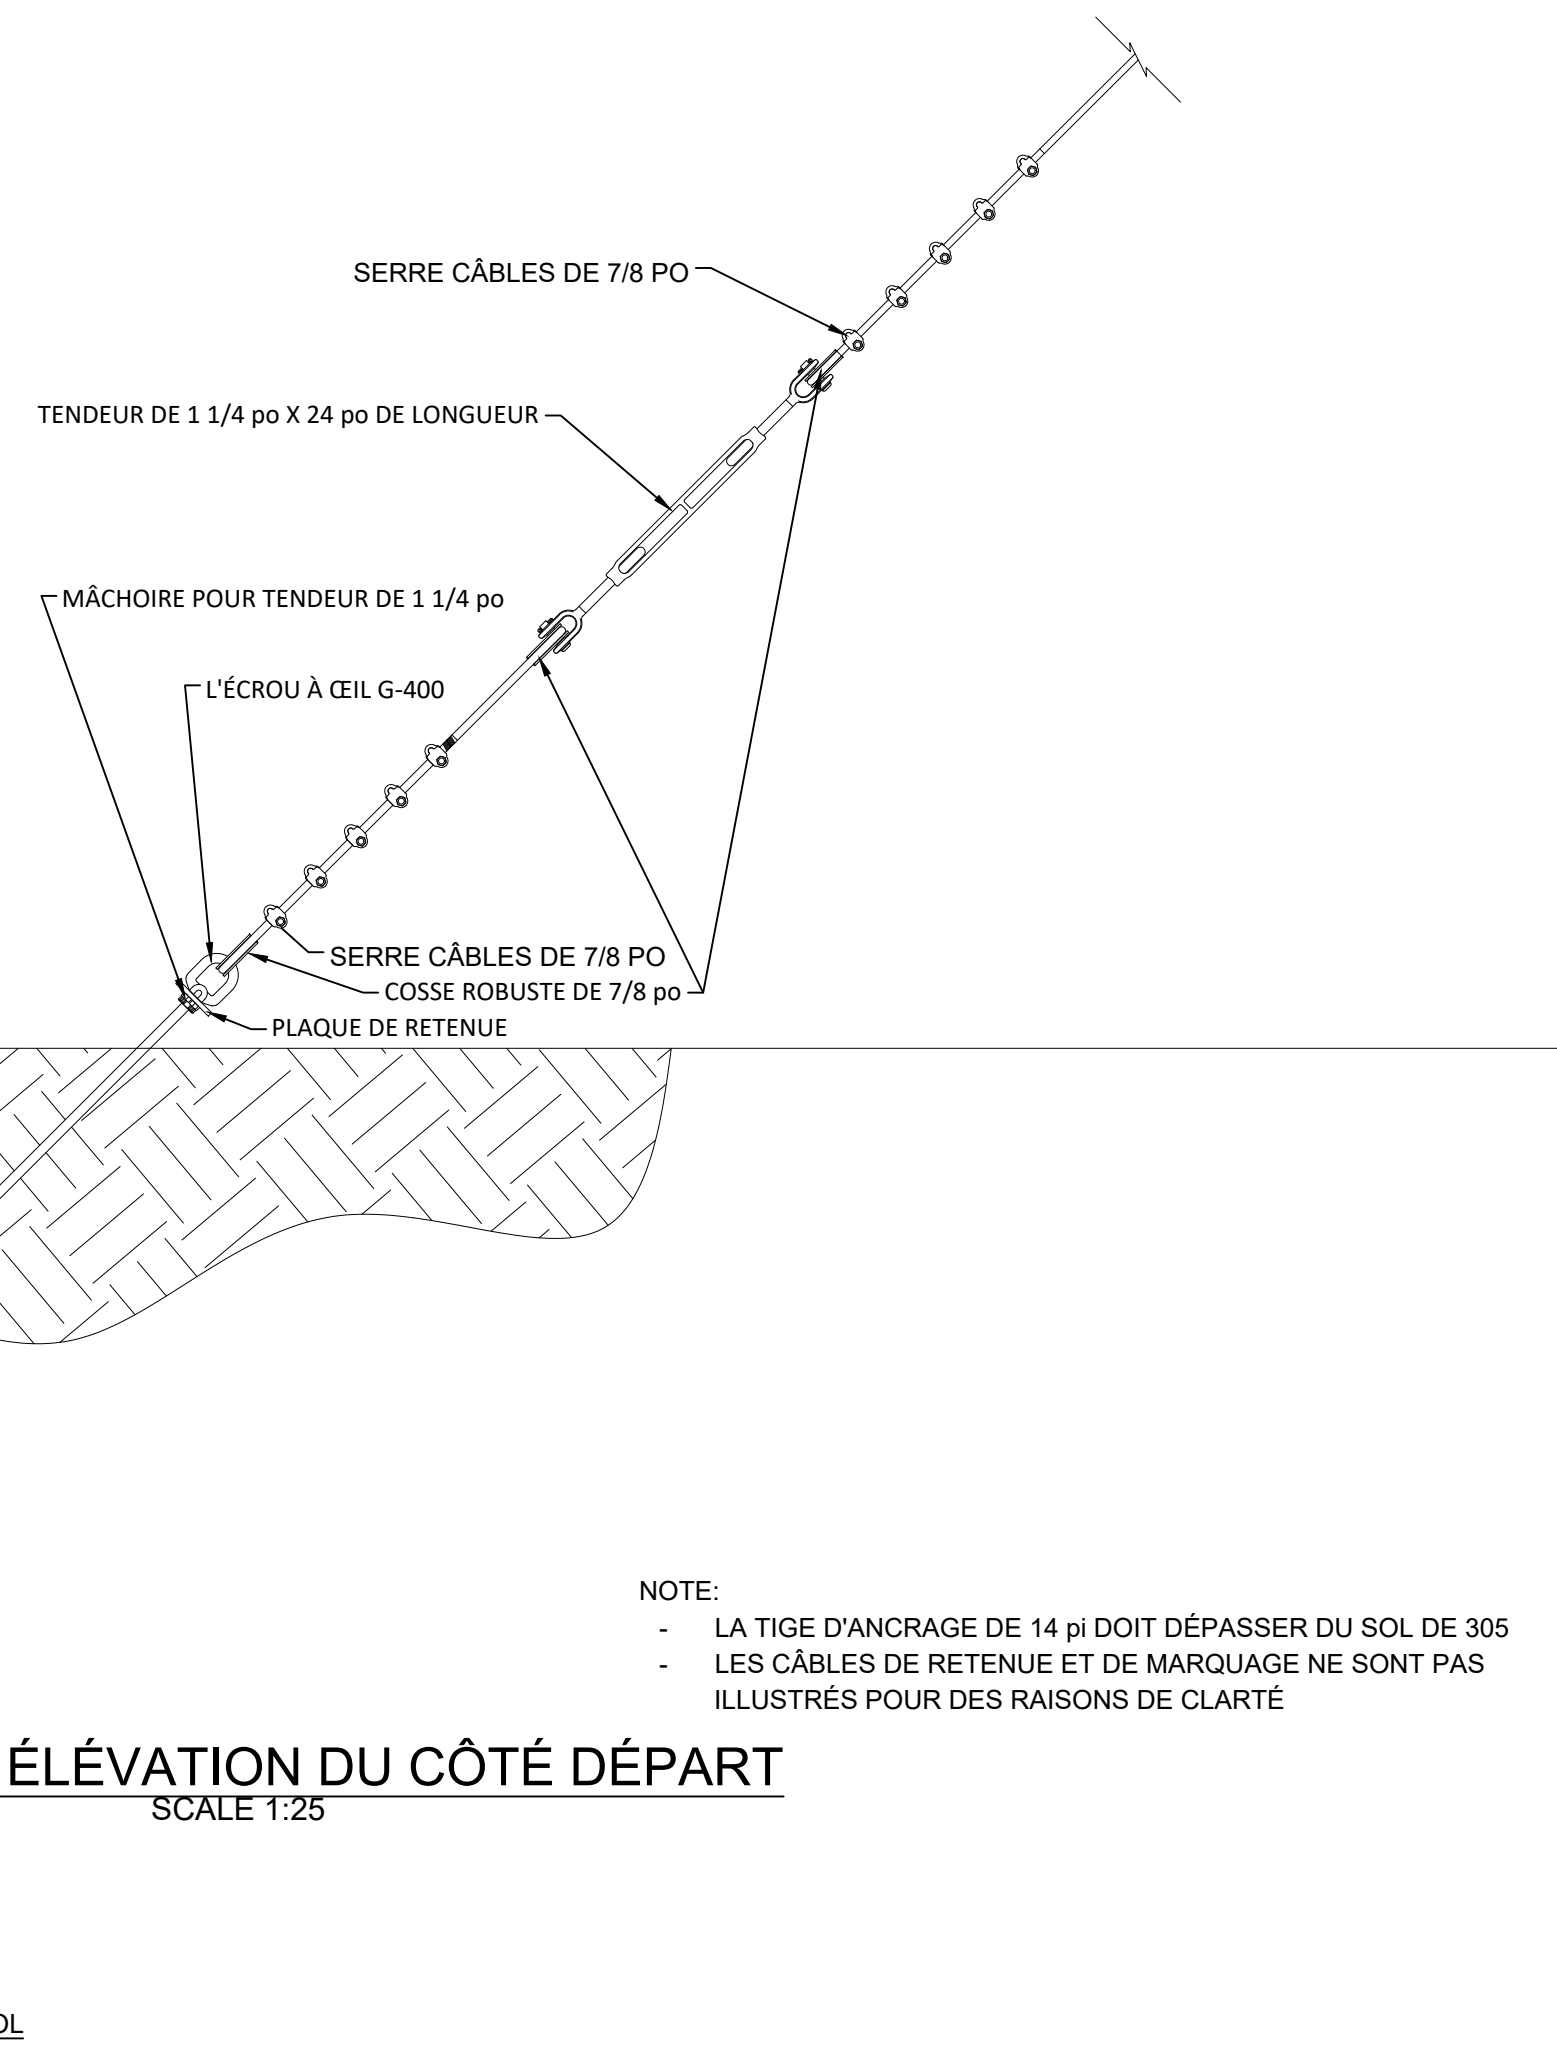 SERRE CÂBLES DE 7/8 PO
TENDEUR DE 1 1/4 po X 24 po DE LONGUEUR
MÂCHOIRE POUR TENDEUR DE 1 1/4 po
L'ÉCROU À ŒIL G-400
SERRE CÂBLES DE 7/8 PO
COSSE ROBUSTE DE 7/8 po
PLAQUE DE RETENUE
NOTE:
- LA TIGE D'ANCRAGE DE 14 pi DOIT DÉPASSER DU SOL DE 305
- LES CÂBLES DE RETENUE ET DE MARQUAGE NE SONT PAS
ILLUSTRÉS POUR DES RAISONS DE CLARTÉ
ÉLÉVATION DU CÔTÉ DÉPART
SCALE 1:25
OL